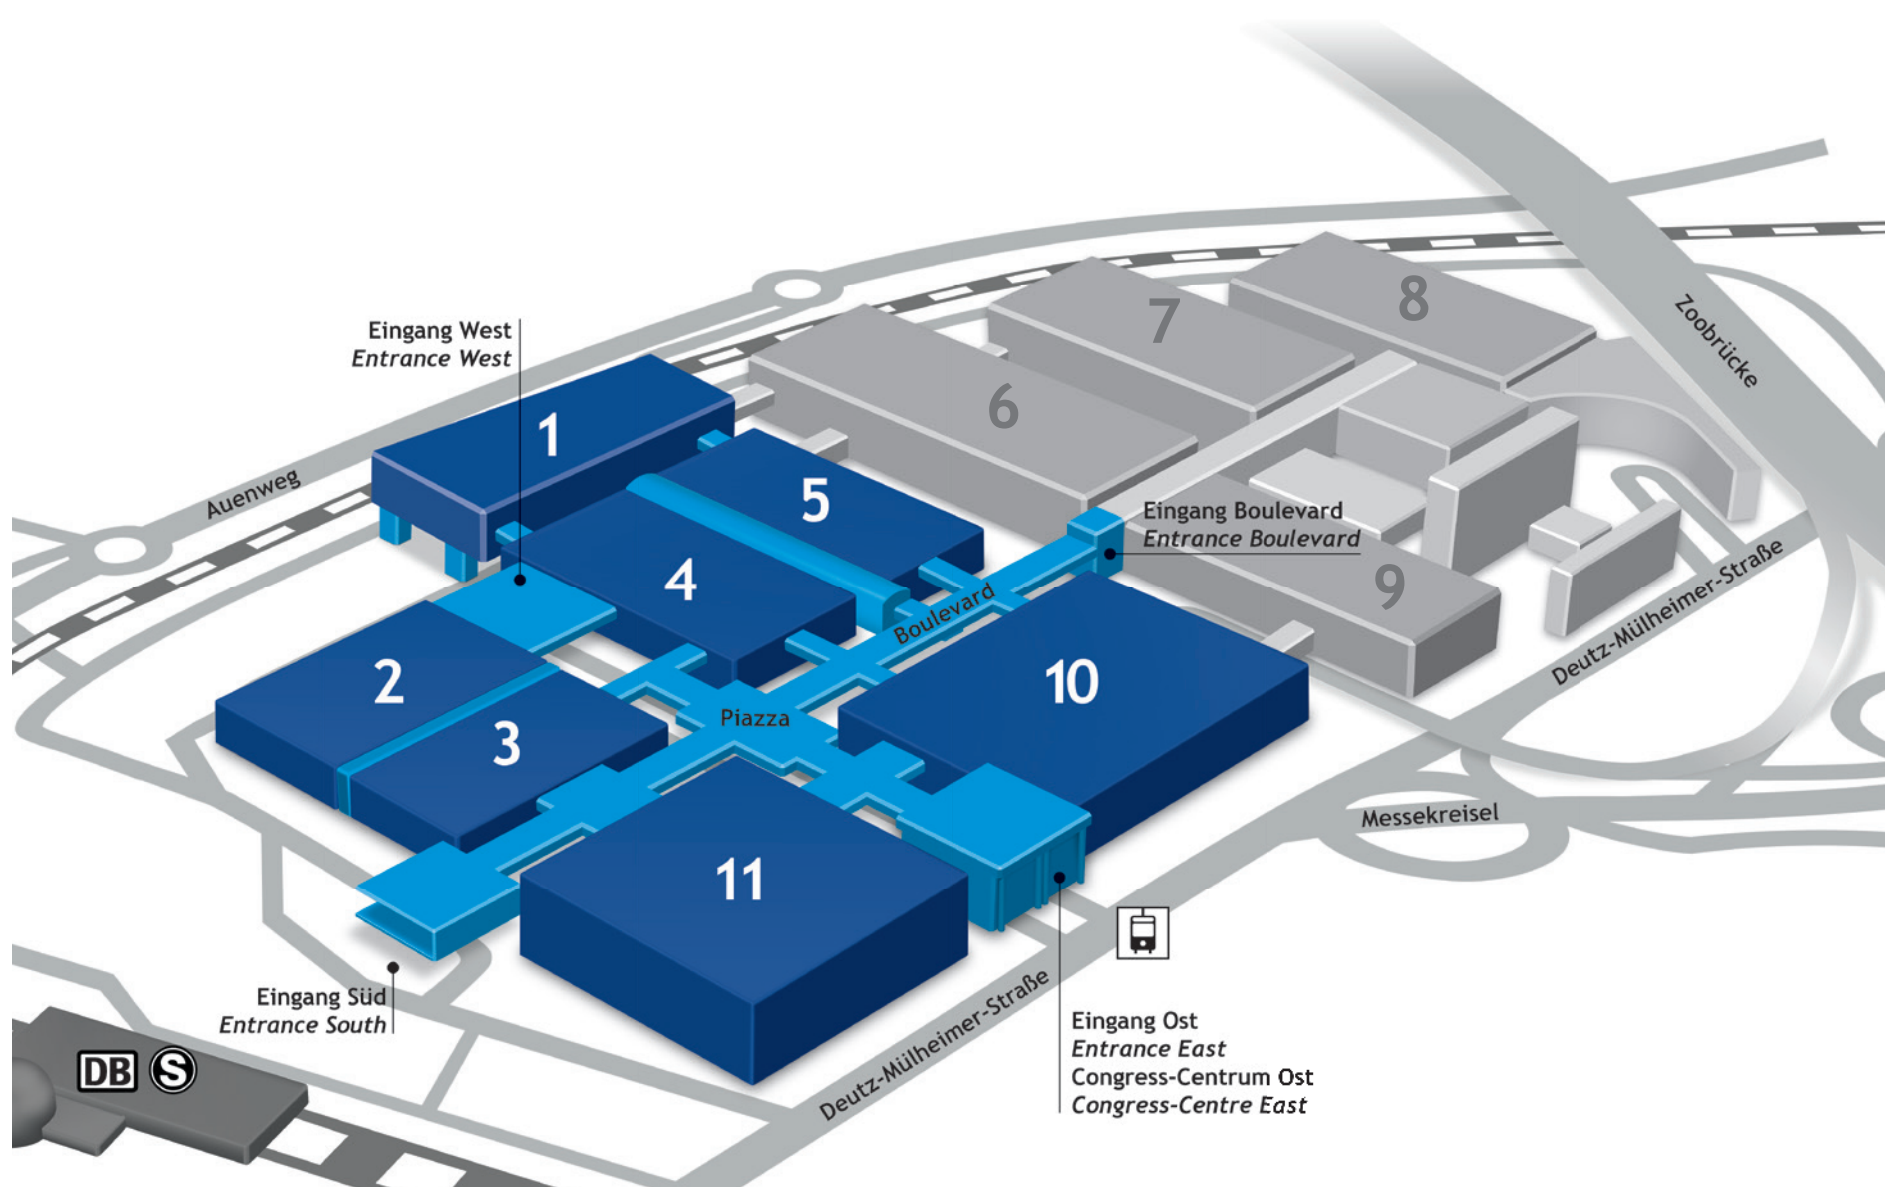 8
7
Zoobrücke
Eingang West
Entrance West
6
1
5
Auenweg
Eingang Boulevard
Entrance Boulevard
4
9
Boulevard
Deutz-Mülheimer-Straße
2
10
Piazza
3
Messekreisel
11
Eingang Süd
Entrance South
Deutz-Mülheimer-Straße
Eingang Ost
Entrance East
Congress-Centrum Ost
Congress-Centre East
DB S